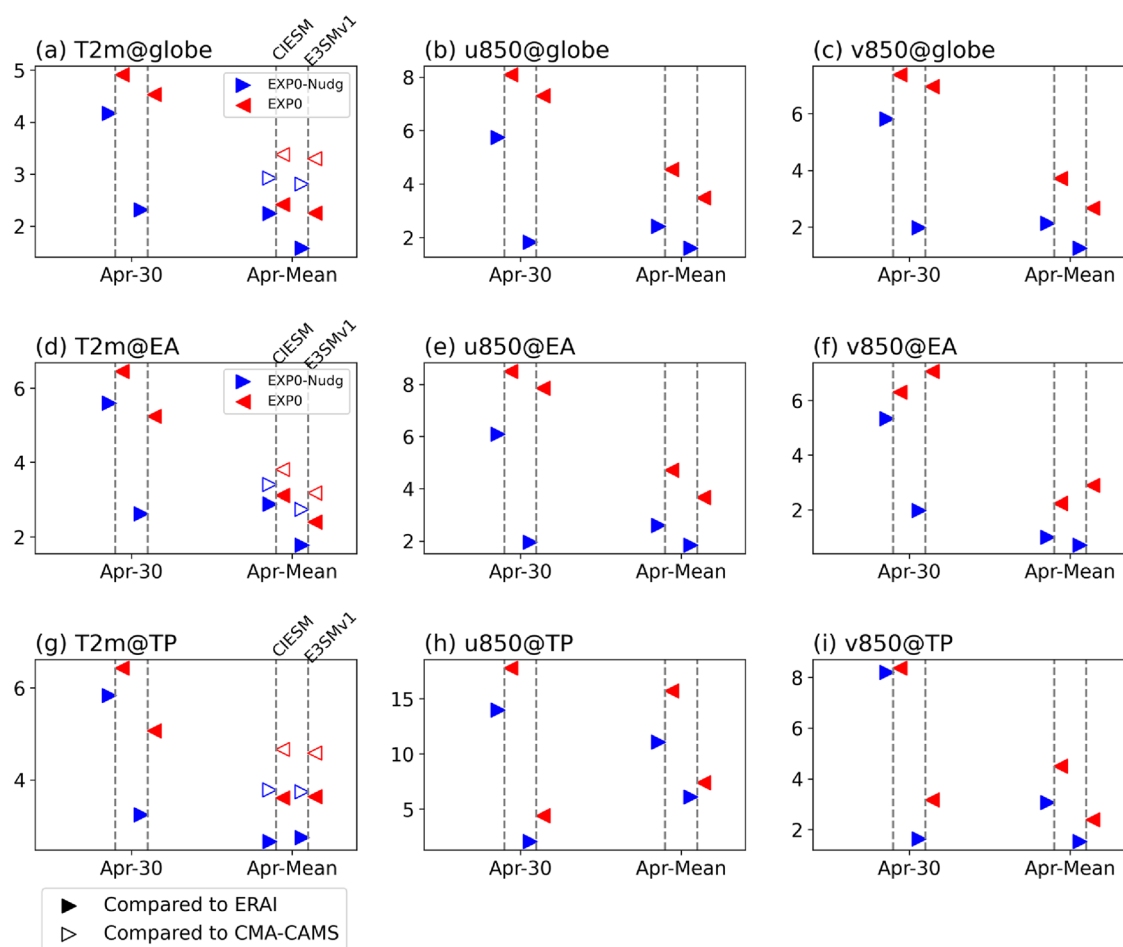 CIESM
E3SMv1
(a) T2m@globe
(b) u850@globe
(c) v850@globe
EXP0-Nudg
EXP0
5
4
3
2
8
6
4
2
6
4
2
Apr-30
Apr-Mean
Apr-30
Apr-Mean
Apr-30
Apr-Mean
CIESM
E3SMv1
(d) T2m@EA
(e) u850@EA
(f) v850@EA
EXP0-Nudg
EXP0
6
4
2
8
6
4
2
6
4
2
Apr-30
Apr-Mean
Apr-30
Apr-Mean
Apr-30
Apr-Mean
CIESM
E3SMv1
(g) T2m@TP
(h) u850@TP
(i) v850@TP
6
4
15
10
5
8
6
4
2
Apr-30
Apr-Mean
Apr-30
Apr-Mean
Apr-30
Apr-Mean
Compared to ERAI
Compared to CMA-CAMS